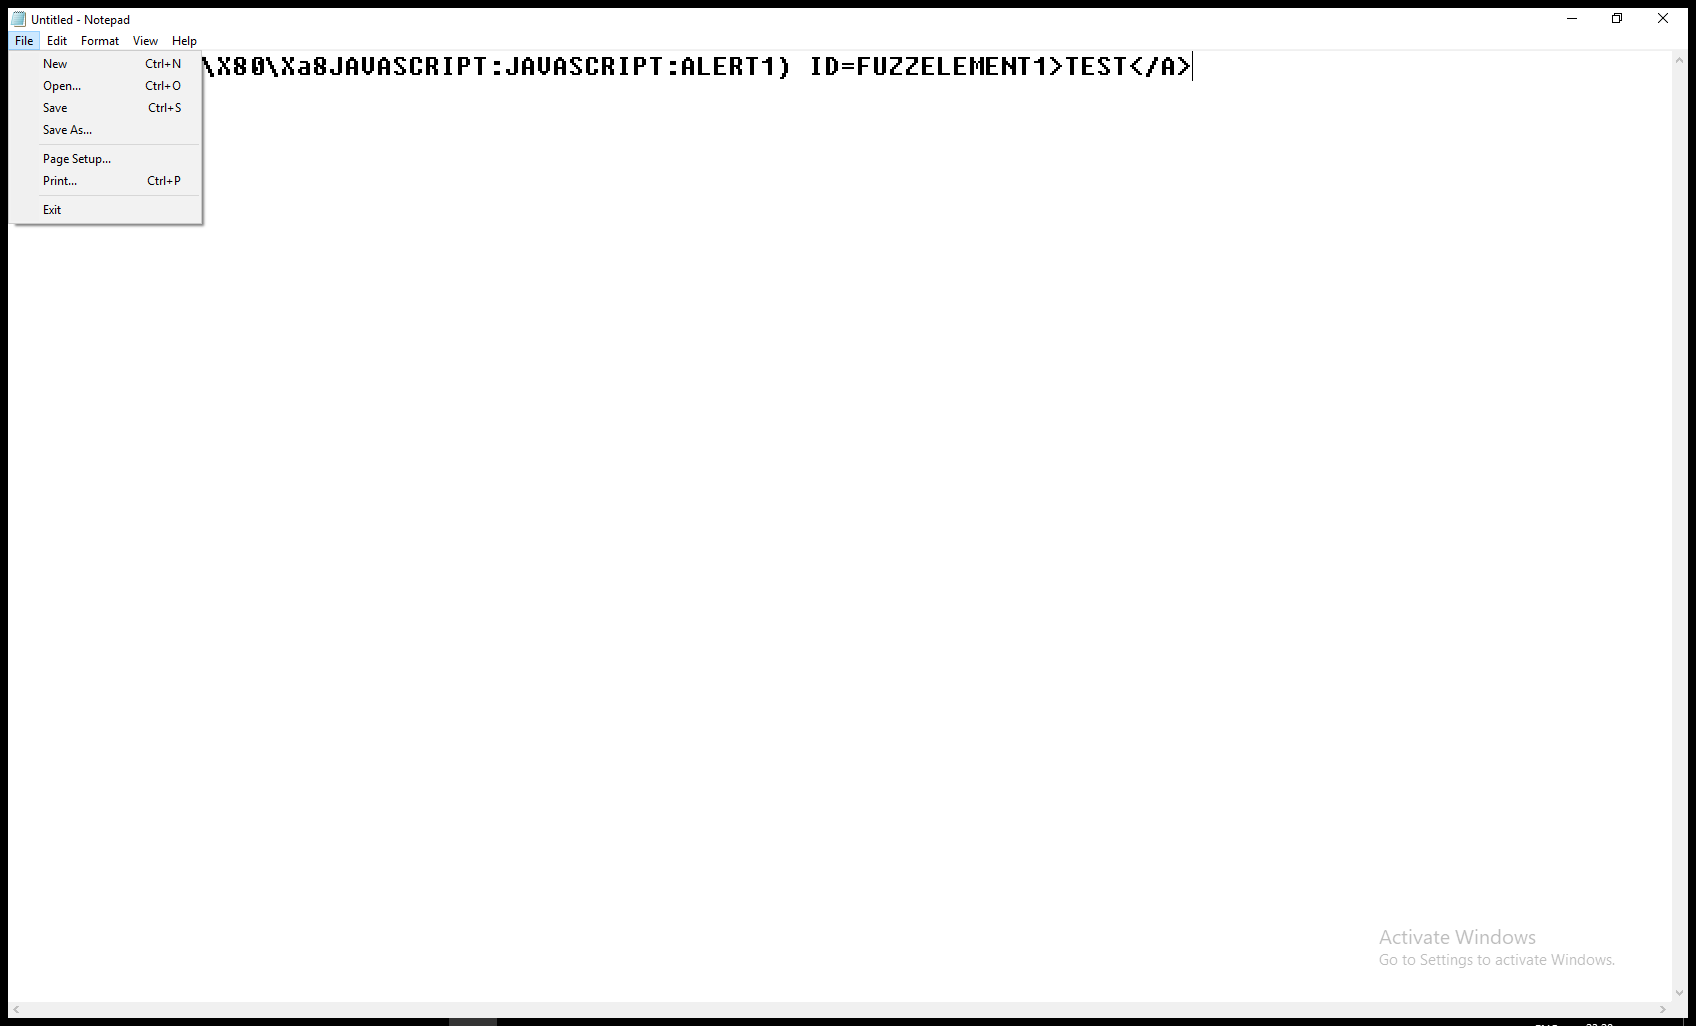 Untitled - Notepad
File Edit Format View Help
\X80\Xa8JAVASCRIPT:JAVASCRIPT:ALERT1) ID=FUZZELEMENT1>TEST</A>
New Ctrl+N
Open... Ctrl+O
Save Ctrl+S
Save As...
Page Setup...
Print... Ctrl+P
Exit
Activate Windows
Go to Settings to activate Windows.